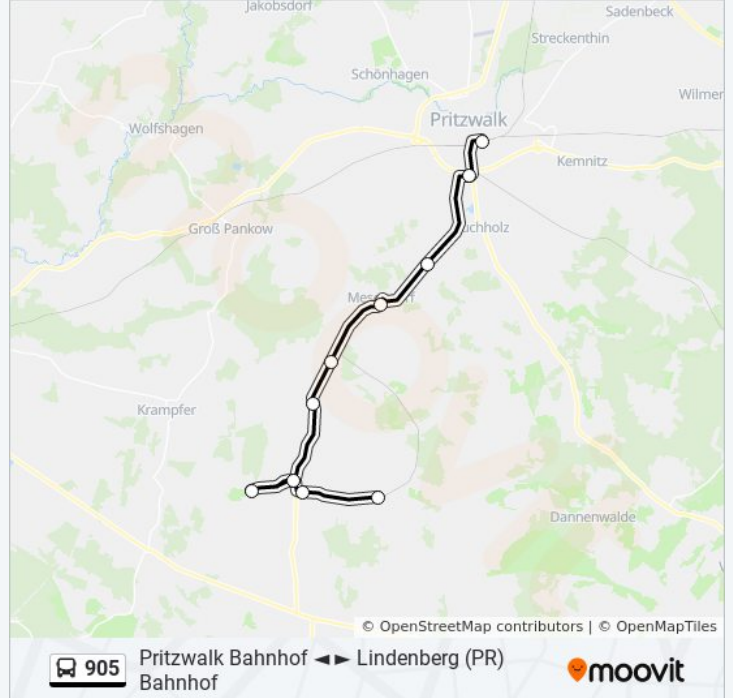 Jakobsdorf
Sadenbeck
Streckenthin
Schönhagen
Wilmer
Pritzwalk
Wolfshagen
Kemnitz
Groß Pankow
uchholz
Krampfer
Dannenwalde
© OpenStreetMap contributors | © OpenMapTiles
905
Pritzwalk Bahnhof ◄► Lindenberg (PR)
Bahnhof
moovit